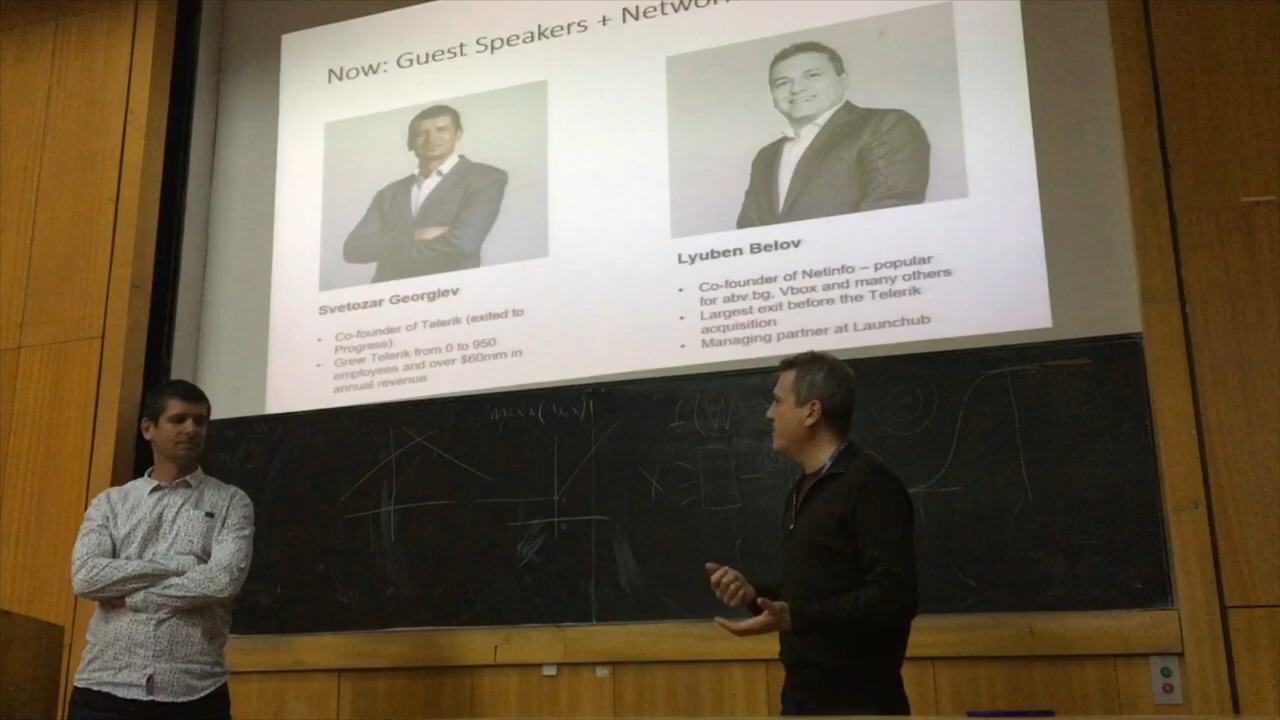 Now: Guest Speakers +
Svetozar Georgiev
• Co-founder of Telerik (exited to
Progress)
• Grew Telerik from 0 to 950
employees and over $60mm in
annual revenue
Lyuben Belov
• Co-founder of Netinfo – popular
for abv.bg, Vbox and many others
• Largest exit before the Telerik
acquisition
• Managing partner at Launchub
X